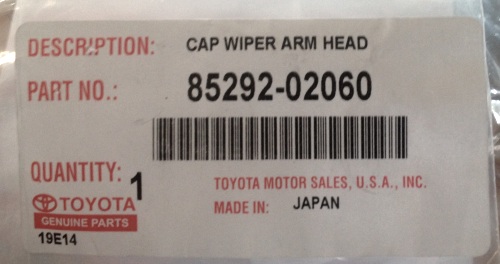 DESCRIPTION: CAP WIPER ARM HEAD
PART NO.: 85292-02060
QUANTITY: 1
TOYOTA MOTOR SALES, U.S.A., INC.
TOYOTA
MADE IN: JAPAN
GENUINE PARTS
19E14